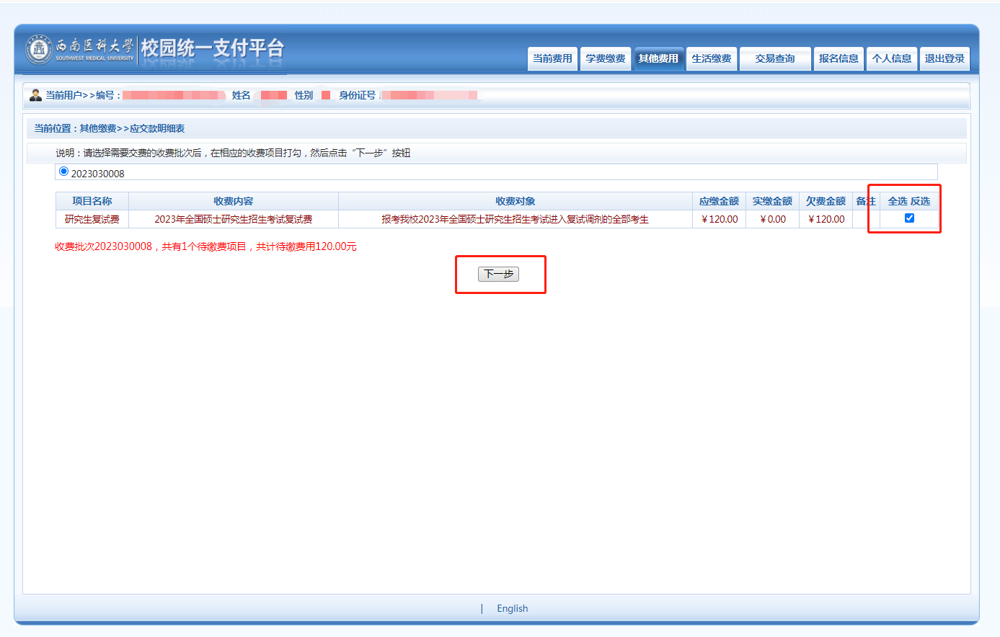 西南医科大学 校园统一支付平台
SOUTHWEST MEDICAL UNIVERSITY
当前费用 学费缴费 其他费用 生活缴费 交易查询 报名信息 个人信息 退出登录
当前用户>>编号： 姓名 性别 身份证号：
当前位置：其他缴费>>应交款明细表
说明：请选择需要交费的收费批次后，在相应的收费项目打勾，然后点击“下一步”按钮
2023030008
项目名称 收费内容 收费对象 应缴金额 实缴金额 欠费金额 备注 全选 反选
研究生复试费 2023年全国硕士研究生招生考试复试费 报考我校2023年全国硕士研究生招生考试进入复试调剂的全部考生 ￥120.00 ￥0.00 ￥120.00
收费批次2023030008，共有1个待缴费项目，共计待缴费用120.00元
下一步
| English